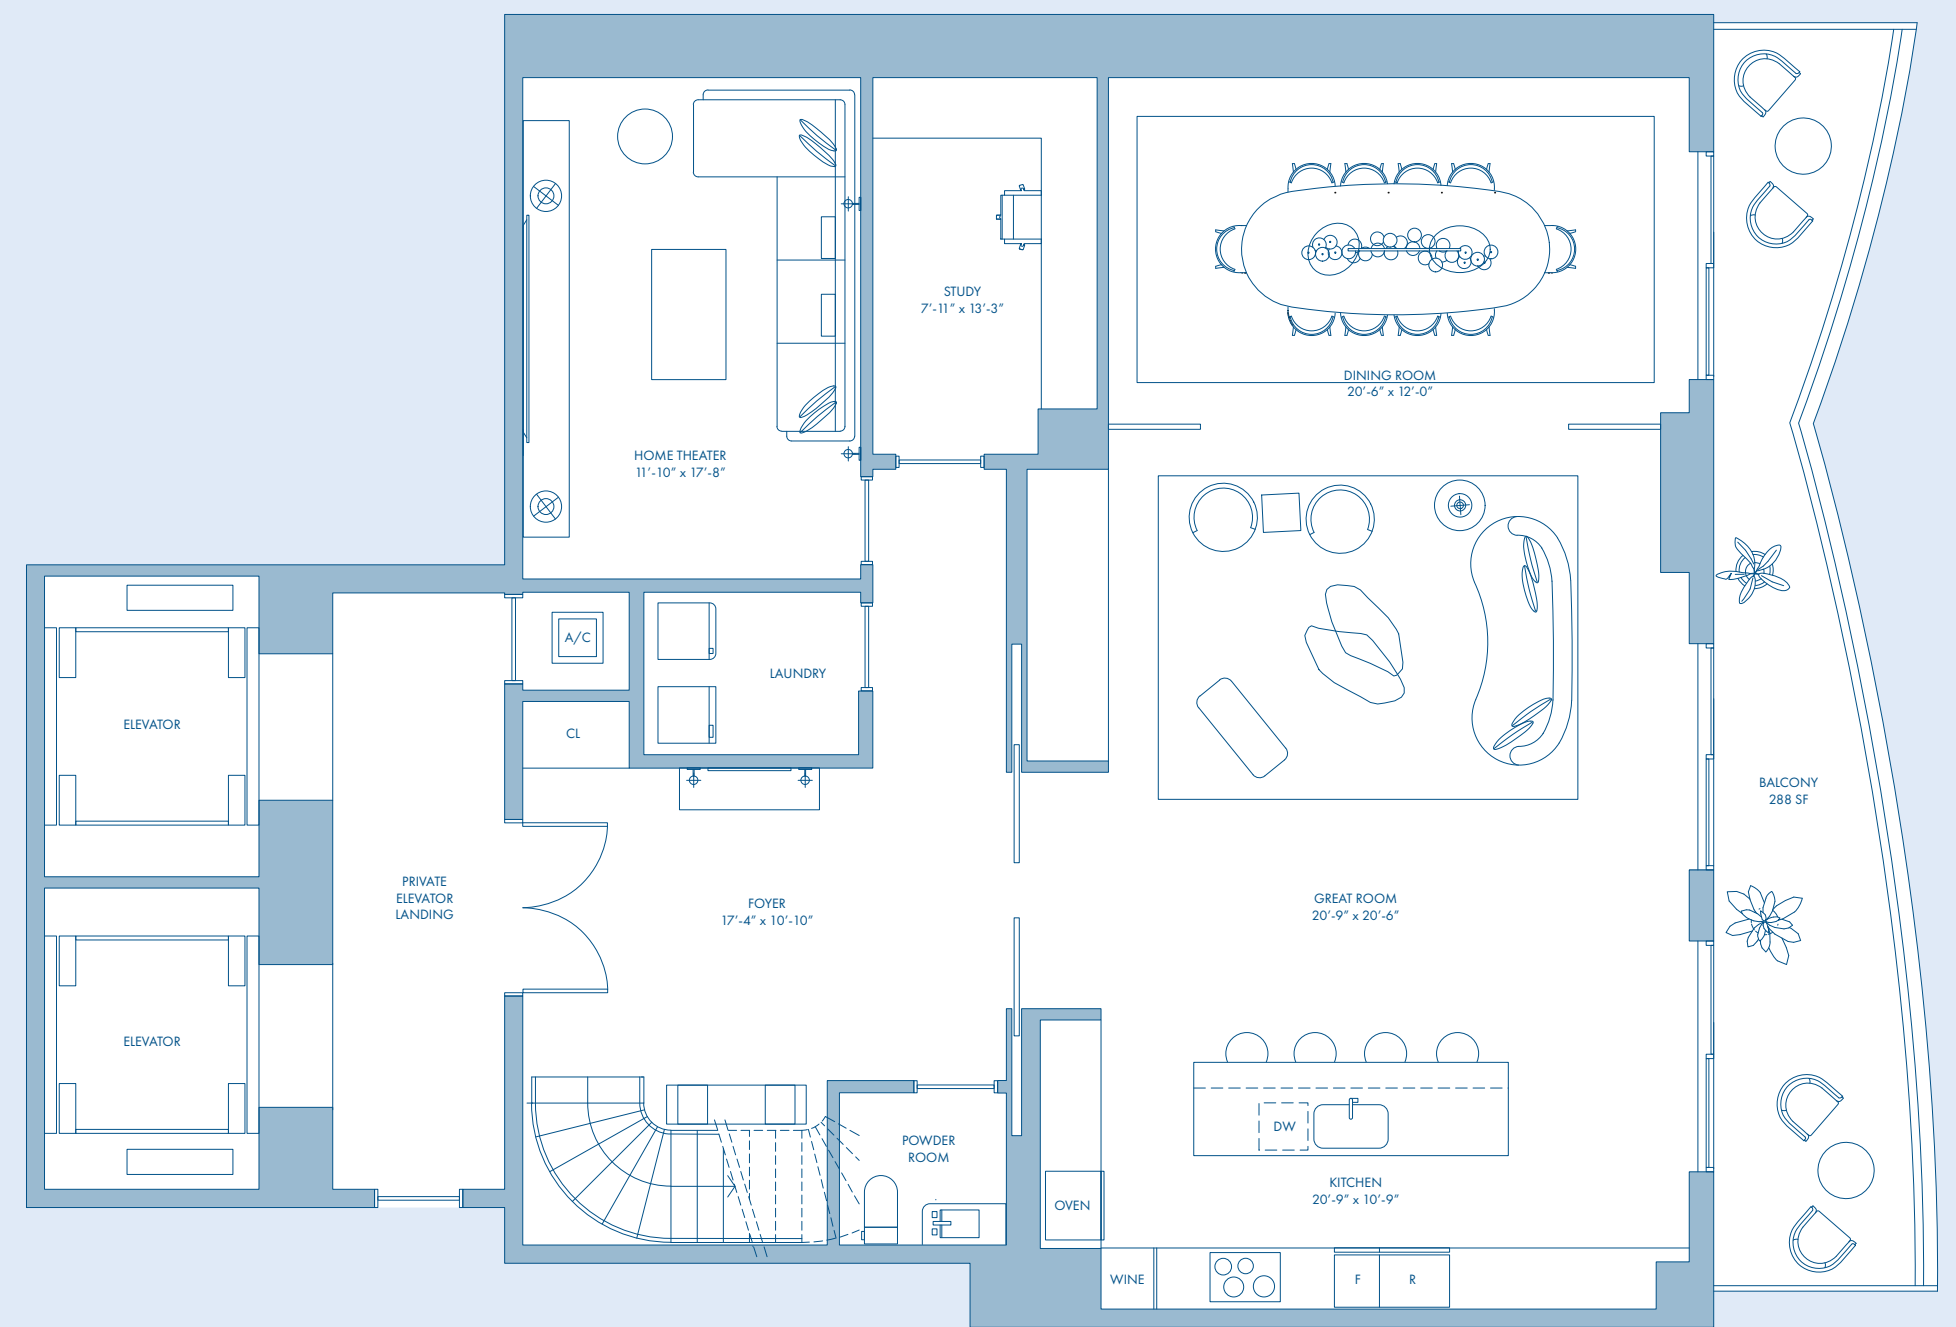 STUDY
7’-11” x 13’-3”
DINING ROOM
20’-6” x 12’-0”
HOME THEATER
11’-10” x 17’-8”
A/C
LAUNDRY
ELEVATOR
CL
BALCONY
288 SF
PRIVATE
ELEVATOR
LANDING
FOYER
17’-4” x 10’-10”
GREAT ROOM
20’-9” x 20’-6”
ELEVATOR
DW
POWDER
ROOM
KITCHEN
20’-9” x 10’-9”
OVEN
WINE
F
R